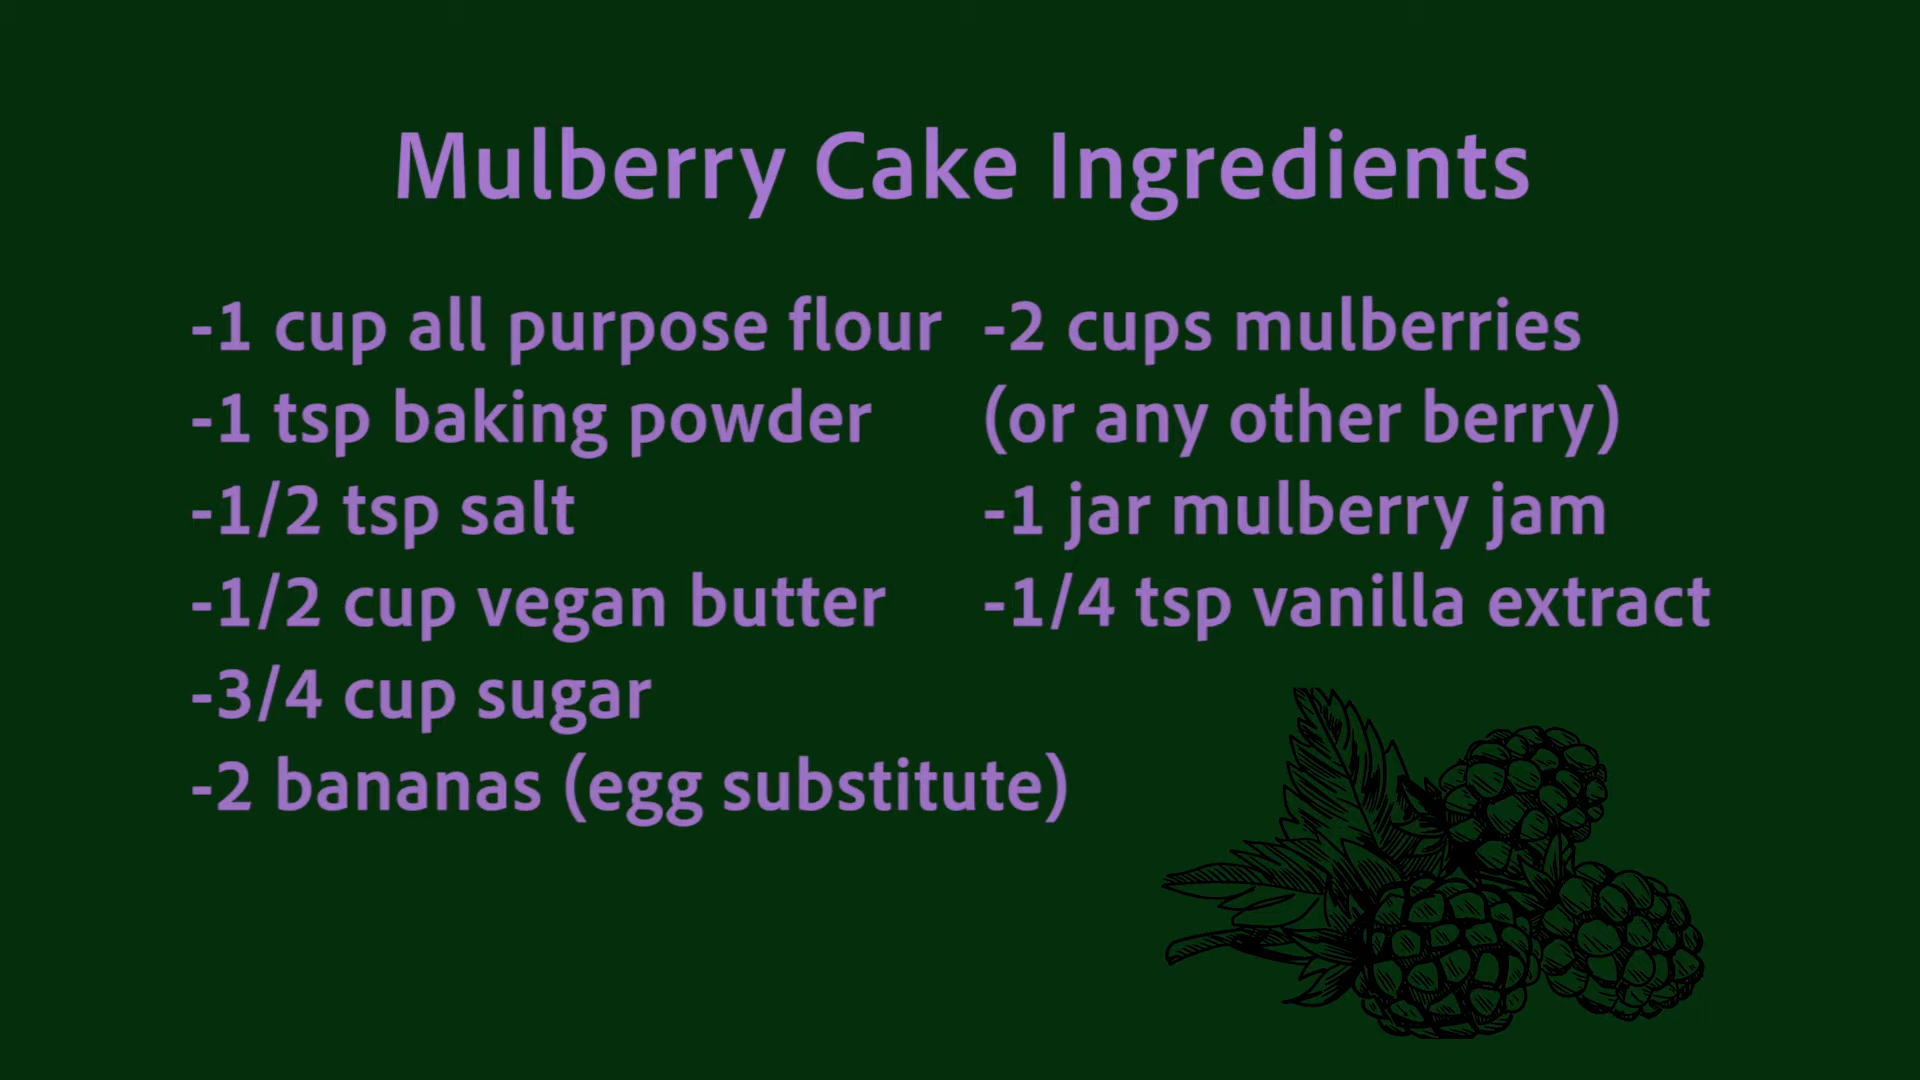 Mulberry Cake Ingredients
-1 cup all purpose flour
-1 tsp baking powder
-1/2 tsp salt
-1/2 cup vegan butter
-3/4 cup sugar
-2 bananas (egg substitute)
-2 cups mulberries
(or any other berry)
-1 jar mulberry jam
-1/4 tsp vanilla extract